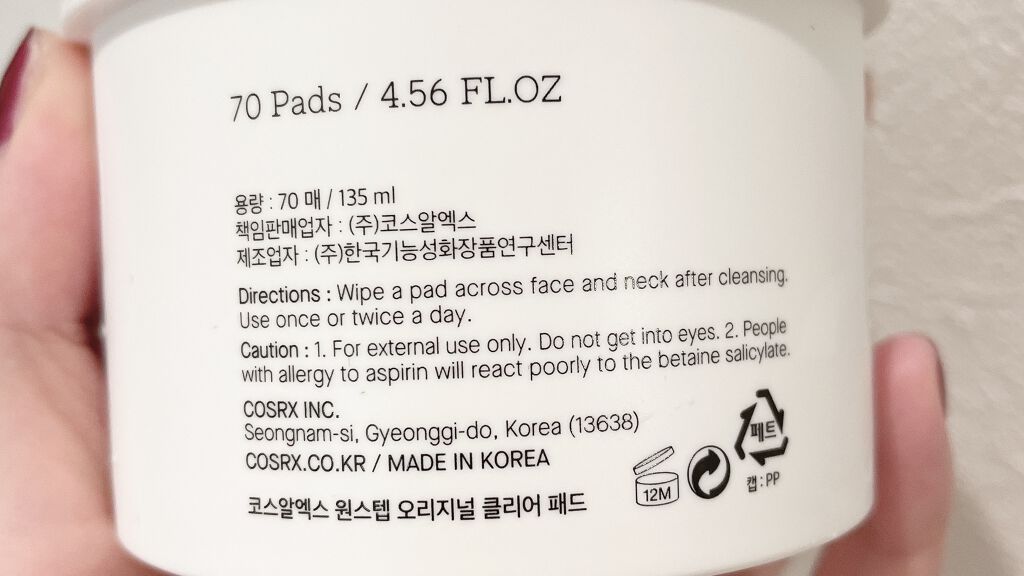 70 Pads / 4.56 FL.OZ
용량 : 70 매 / 135 ml
책임판매업자 : (주)코스알엑스
제조업자 : (주)한국기능성화장품연구센터
Directions : Wipe a pad across face and neck after cleansing.
Use once or twice a day.
Caution : 1. For external use only. Do not get into eyes. 2. People
with allergy to aspirin will react poorly to the betaine salicylate.
COSRX INC.
Seongnam-si, Gyeonggi-do, Korea (13638)
COSRX.CO.KR / MADE IN KOREA
코스알엑스 원스텝 오리지널 클리어 패드
12M
페트
캡 : PP